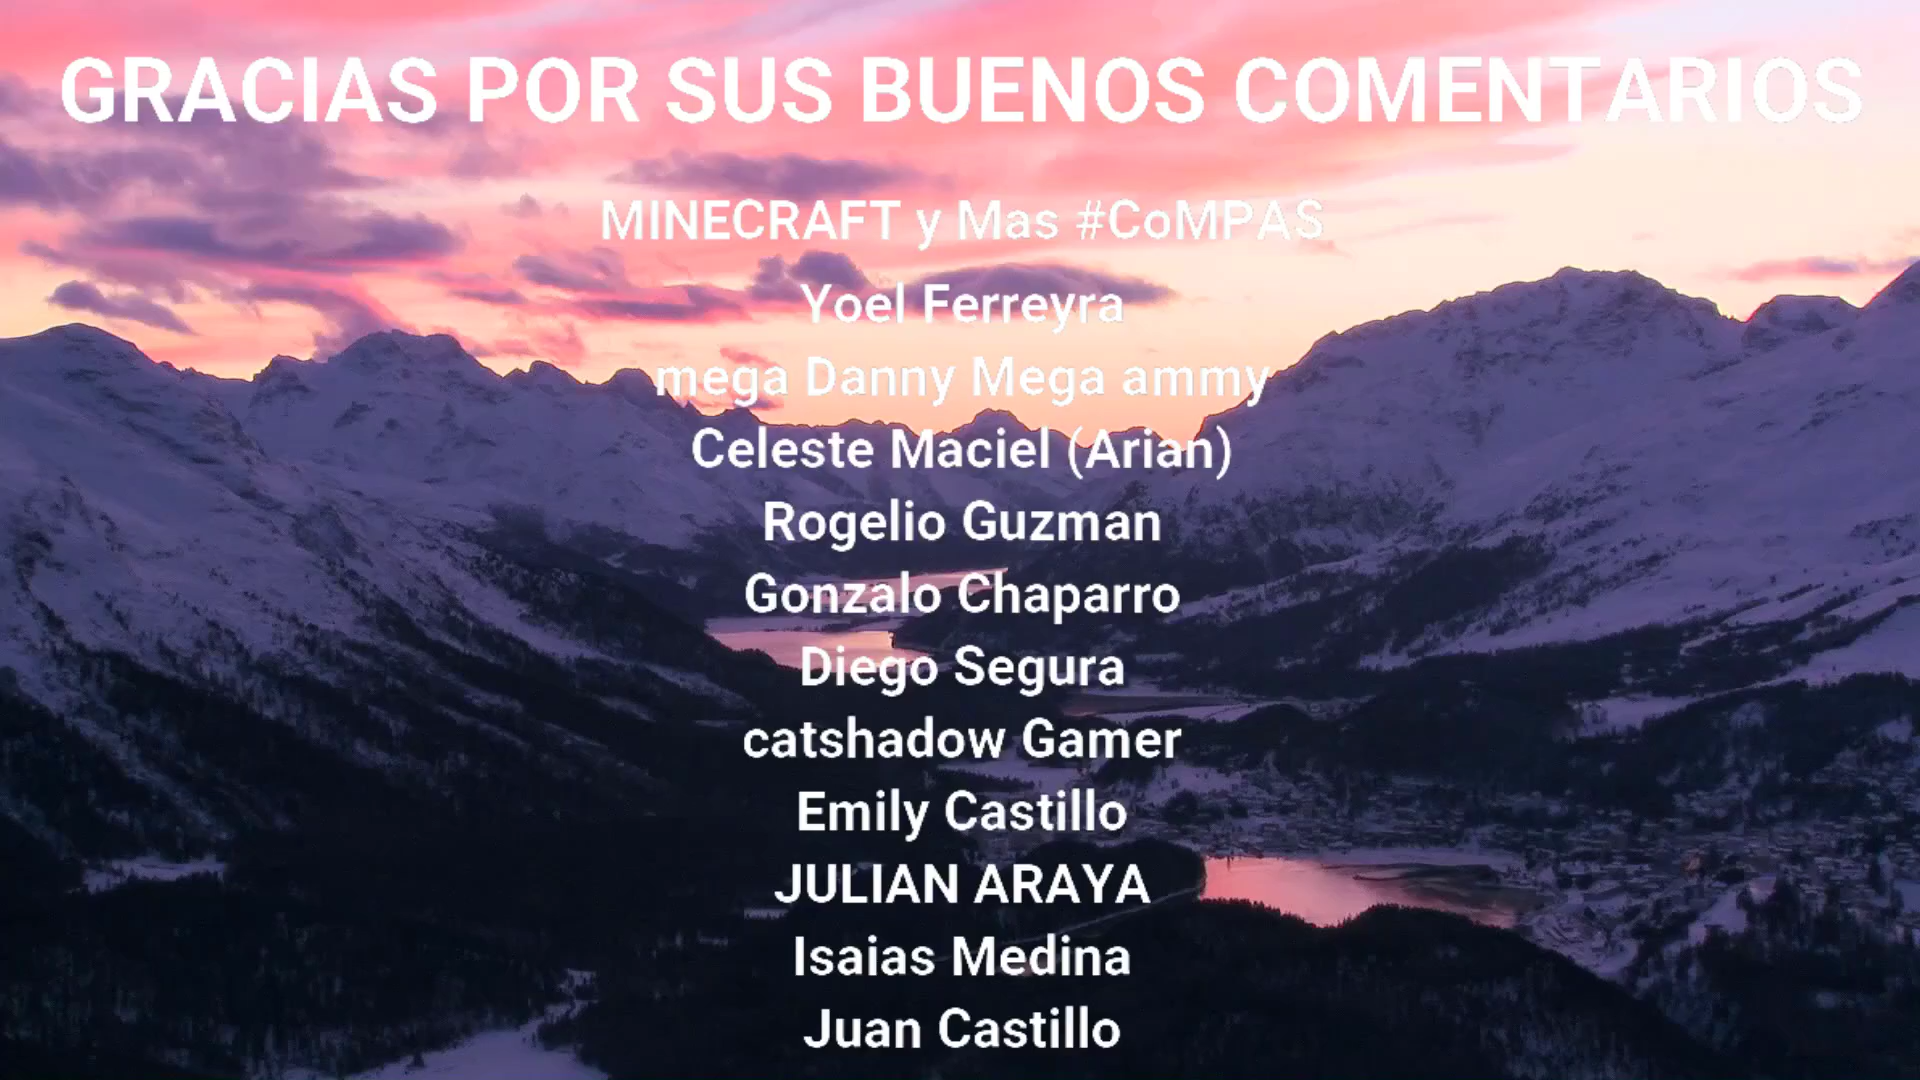 GRACIAS POR SUS BUENOS COMENTARIOS
MINECRAFT y Mas #CoMPAS
Yoel Ferreyra
mega Danny Mega ammy
Celeste Maciel (Arian)
Rogelio Guzman
Gonzalo Chaparro
Diego Segura
catshadow Gamer
Emily Castillo
JULIAN ARAYA
Isaias Medina
Juan Castillo